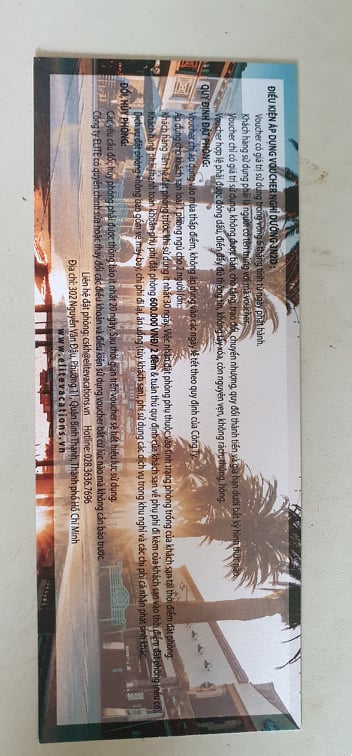 ĐIỀU KIỆN ÁP DỤNG VOUCHER NGHỈ DƯỠNG 3N2D :
Voucher có giá trị sử dụng trong vòng 6 tháng tính từ ngày phát hành.
Khách hàng sử dụng phải là người có tên trùng với mã voucher.
Voucher chỉ có giá trị sử dụng, không được bán, cho tặng, trao đổi, chuyển nhượng, quy đổi thành tiền và gia hạn dưới bất kỳ hình thức nào.
Voucher hợp lệ phải được đóng dấu, điền đầy đủ thông tin, không tẩy xóa, còn nguyên vẹn, không rách, thủng, hỏng.
QUY ĐỊNH ĐẶT PHÒNG:
Voucher chỉ áp dụng vào mùa thấp điểm, không áp dụng vào các ngày lễ tết theo quy định của Công Ty.
Áp dụng cho khách sạn loại 1 phòng ngủ cho 2 người lớn.
Khách hàng liên hệ đặt phòng trước khi sử dụng ít nhất 30 ngày. Việc nhận đặt phòng phụ thuộc vào tình trạng phòng trống của khách sạn tại thời điểm đặt phòng.
Khách hàng phải thanh toán khoản phụ phí đặt phòng 600.000 VNĐ/ 2 đêm & tuân thủ quy định của khách sạn về phụ phí đi kèm của khách sạn vào thời điểm đặt phòng (nếu có).
Dịch vụ đặt phòng không bao gồm vé máy bay, chi phí đi lại, ăn uống (tùy khách sạn), phí sử dụng các dịch vụ trong khu nghỉ và các chi phí cá nhân phát sinh khác.
ĐỔI, HỦY PHÒNG:
Các yêu cầu đổi, hủy phòng phải được thông báo ít nhất 20 ngày. Sau thời gian trên voucher sẽ hết hiệu lực sử dụng.
Công ty ELITE có quyền chỉnh sửa hoặc thay đổi các điều khoản và điều kiện sử dụng voucher bất cứ lúc nào mà không cần báo trước.
Liên hệ đặt phòng: cskh@elitevacations.vn Hotline: 028.3636.7696
Địa chỉ: 302 Nguyễn Văn Đậu, Phường 11, Quận Bình Thạnh, Thành phố Hồ Chí Minh
www.elitevacations.vn